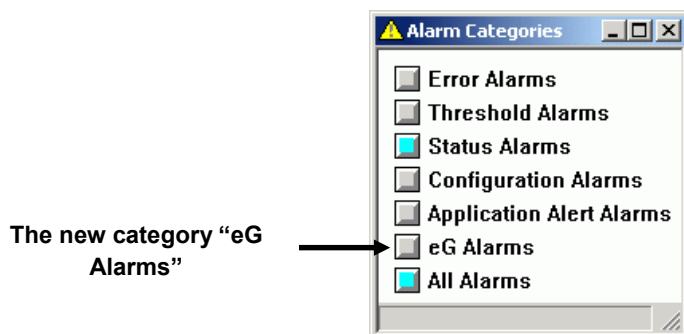 Alarm Categories
Error Alarms
Threshold Alarms
Status Alarms
Configuration Alarms
Application Alert Alarms
The new category “eG
Alarms”
eG Alarms
All Alarms